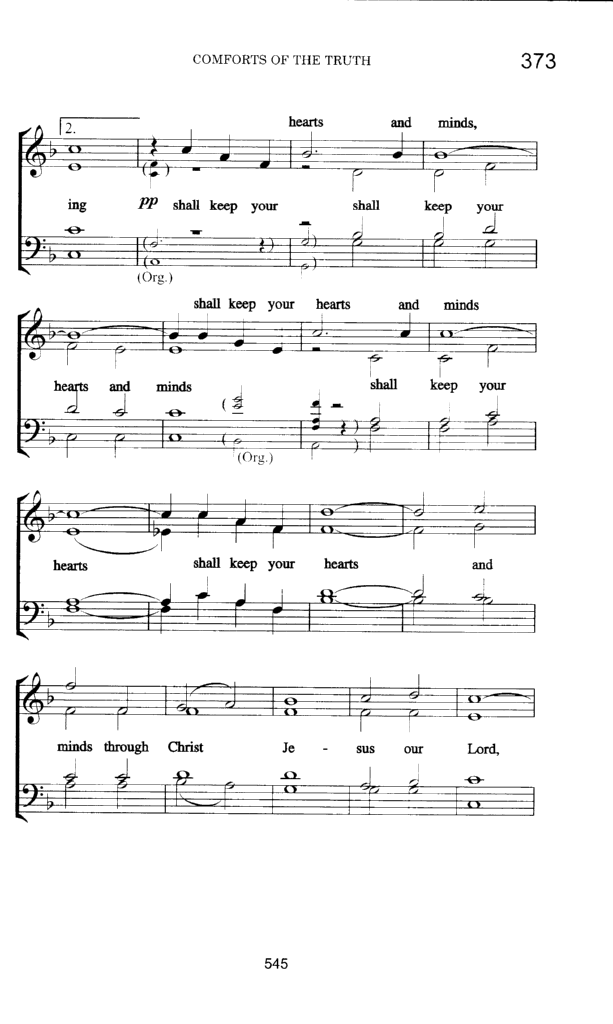 COMFORTS OF THE TRUTH 373
2. hearts and minds,
ing pp shall keep your shall keep your
(Org.)
shall keep your hearts and minds
hearts and minds shall keep your
(Org.)
hearts shall keep your hearts and
minds through Christ Je - sus our Lord,
545